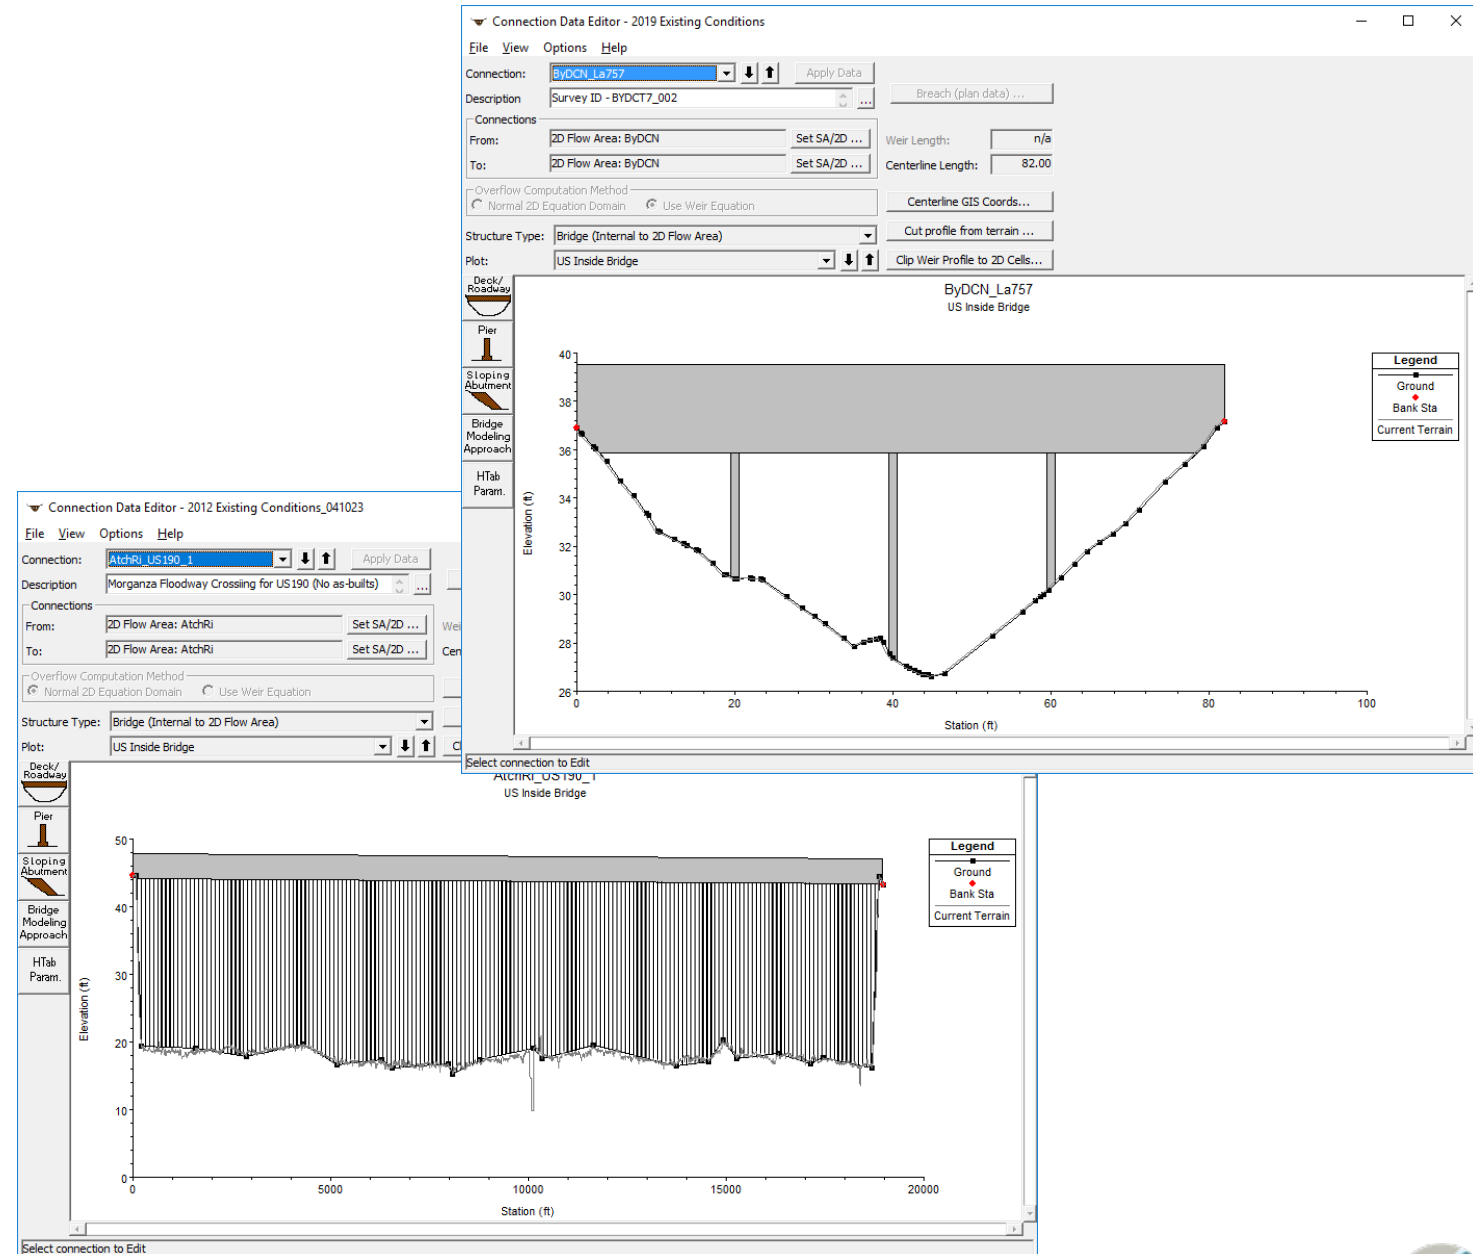 Connection Data Editor - 2019 Existing Conditions
File View Options Help
Connection: ByDCN_La757 Apply Data
Description Survey ID - BYDCT7_002 ... Breach (plan data) ...
Connections
From: 2D Flow Area: ByDCN Set SA/2D ... Weir Length: n/a
To: 2D Flow Area: ByDCN Set SA/2D ... Centerline Length: 82.00
Overflow Computation Method
Normal 2D Equation Domain Use Weir Equation Centerline GIS Coords...
Structure Type: Bridge (Internal to 2D Flow Area) Cut profile from terrain ...
Plot: US Inside Bridge Clip Weir Profile to 2D Cells...
Deck/
Roadway
Pier
Sloping
Abutment
Bridge
Modeling
Approach
HTab
Param.
ByDCN_La757
US Inside Bridge
40
38
36
34
32
30
28
26
Elevation (ft)
0 20 40 60 80 100
Station (ft)
Legend
Ground
Bank Sta
Current Terrain
Select connection to Edit
Connection Data Editor - 2012 Existing Conditions_041023
File View Options Help
Connection: AtchRi_US190_1 Apply Data
Description Morganza Floodway Crossiing for US190 (No as-builts) ...
Connections
From: 2D Flow Area: AtchRi Set SA/2D ... Wei
To: 2D Flow Area: AtchRi Set SA/2D ... Cen
Overflow Computation Method
Normal 2D Equation Domain Use Weir Equation
Structure Type: Bridge (Internal to 2D Flow Area)
Plot: US Inside Bridge Cl
Deck/
Roadway
Pier
Sloping
Abutment
Bridge
Modeling
Approach
HTab
Param.
AtchRi_US190_1
US Inside Bridge
50
40
30
20
10
0
Elevation (ft)
0 5000 10000 15000 20000
Station (ft)
Legend
Ground
Bank Sta
Current Terrain
Select connection to Edit